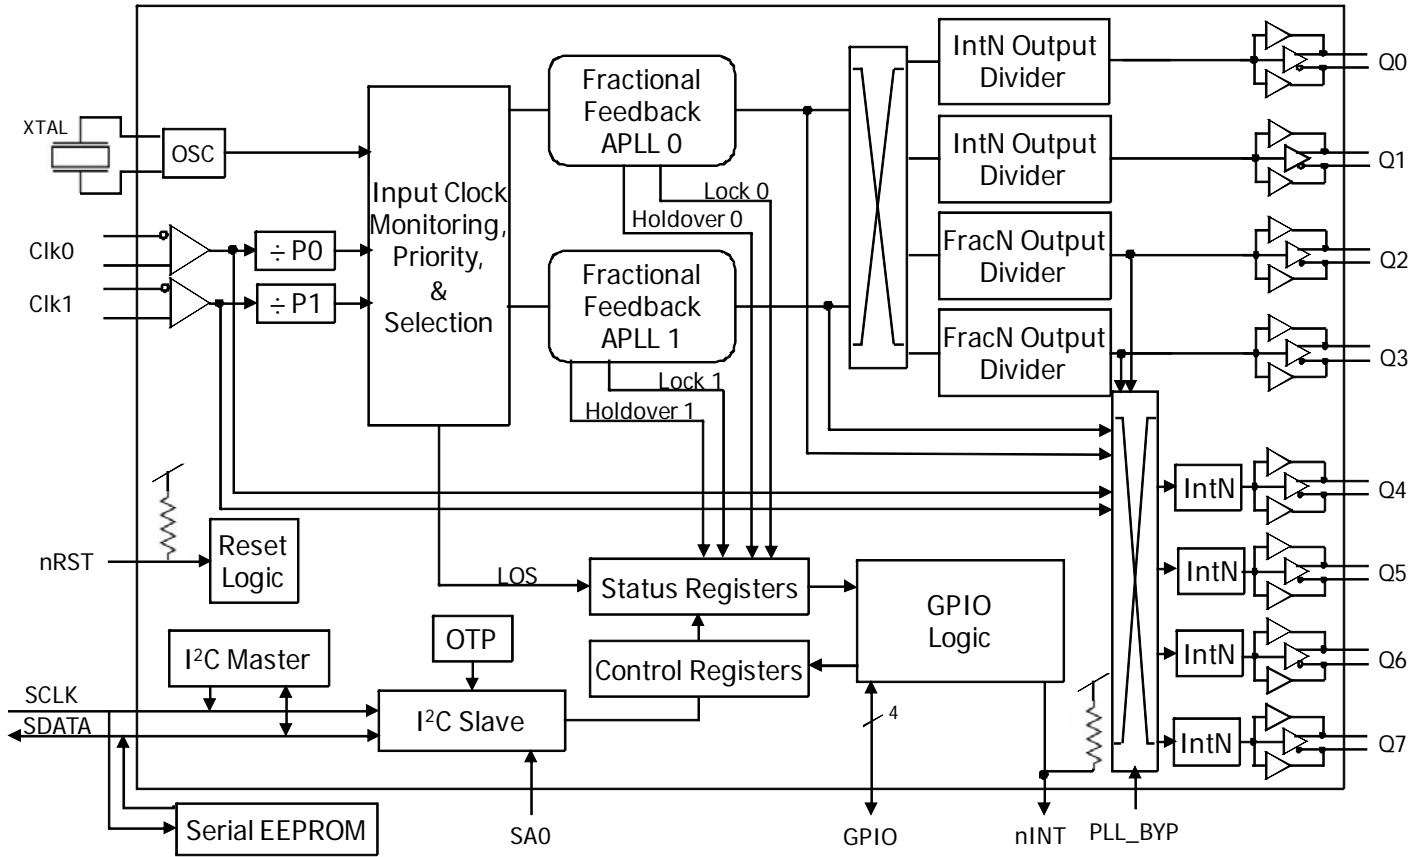 IntN Output
Divider
Q0
Fractional
Feedback
APLL 0
XTAL
OSC
IntN Output
Divider
Q1
Input Clock
Monitoring,
Priority,
&
Selection
Lock 0
Holdover 0
Clk0
÷ P0
FracN Output
Divider
Q2
Clk1
÷ P1
Fractional
Feedback
APLL 1
FracN Output
Divider
Q3
Lock 1
Holdover 1
IntN
Q4
nRST
Reset
Logic
LOS
Status Registers
GPIO
Logic
IntN
Q5
OTP
I²C Master
Control Registers
IntN
Q6
SCLK
SDATA
I²C Slave
4
IntN
Q7
Serial EEPROM
SA0
GPIO
nINT
PLL_BYP